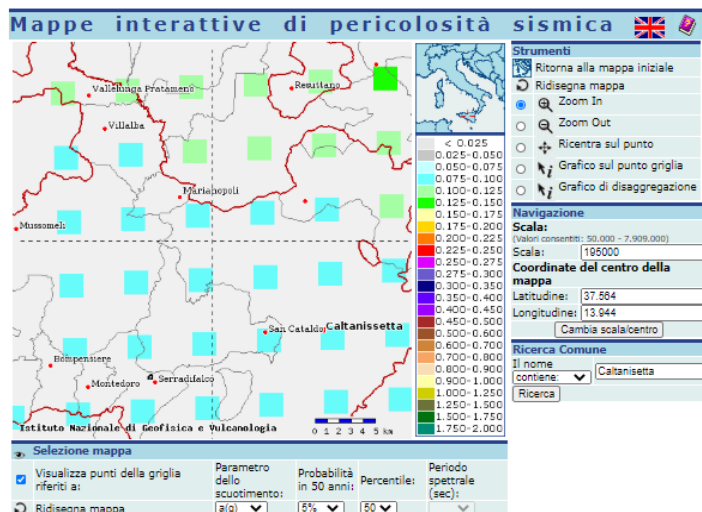 Mappe interattive di pericolosità sismica
Vallelunga Pratameno
Resuttano
Villalba
Marianopoli
Mussomeli
San Cataldo
Caltanissetta
Bompensiere
Montedoro
Serradifalco
Istituto Nazionale di Geofisica e Vulcanologia
0 1 2 3 4 5 km
< 0.025
0.025-0.050
0.050-0.075
0.075-0.100
0.100-0.125
0.125-0.150
0.150-0.175
0.175-0.200
0.200-0.225
0.225-0.250
0.250-0.275
0.275-0.300
0.300-0.350
0.350-0.400
0.400-0.450
0.450-0.500
0.500-0.600
0.600-0.700
0.700-0.800
0.800-0.900
0.900-1.000
1.000-1.250
1.250-1.500
1.500-1.750
1.750-2.000
Strumenti
Ritorna alla mappa iniziale
Ridisegna mappa
Zoom In
Zoom Out
Ricentra sul punto
Grafico sul punto griglia
Grafico di disaggregazione
Navigazione
Scala:
(Valori consentiti: 50.000 - 7.909.000)
Scala: 195000
Coordinate del centro della
mappa
Latitudine: 37.564
Longitudine: 13.944
Cambia scala/centro
Ricerca Comune
Il nome
contiene: Caltanisetta
Ricerca
Selezione mappa
Visualizza punti della griglia
riferiti a:
Parametro
dello
scuotimento:
Probabilità
in 50 anni:
Percentile:
Periodo
spettrale
(sec):
Ridisegna mappa
a(g) 5% 50